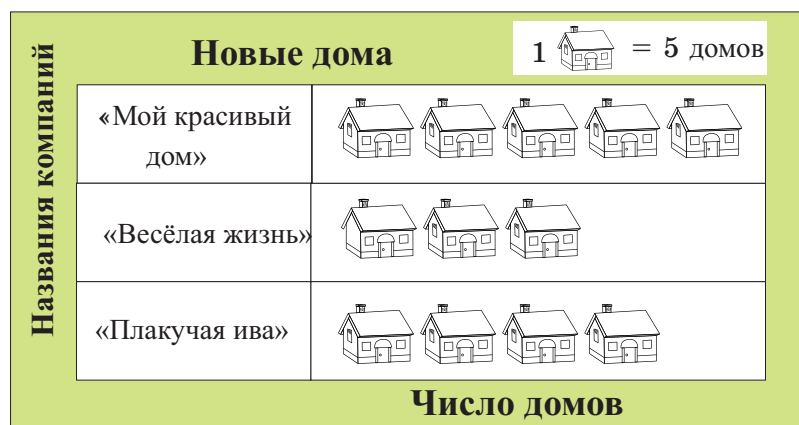 Названия компаний
Новые дома
1 = 5 домов
«Мой красивый
дом»
«Весёлая жизнь»
«Плакучая ива»
Число домов